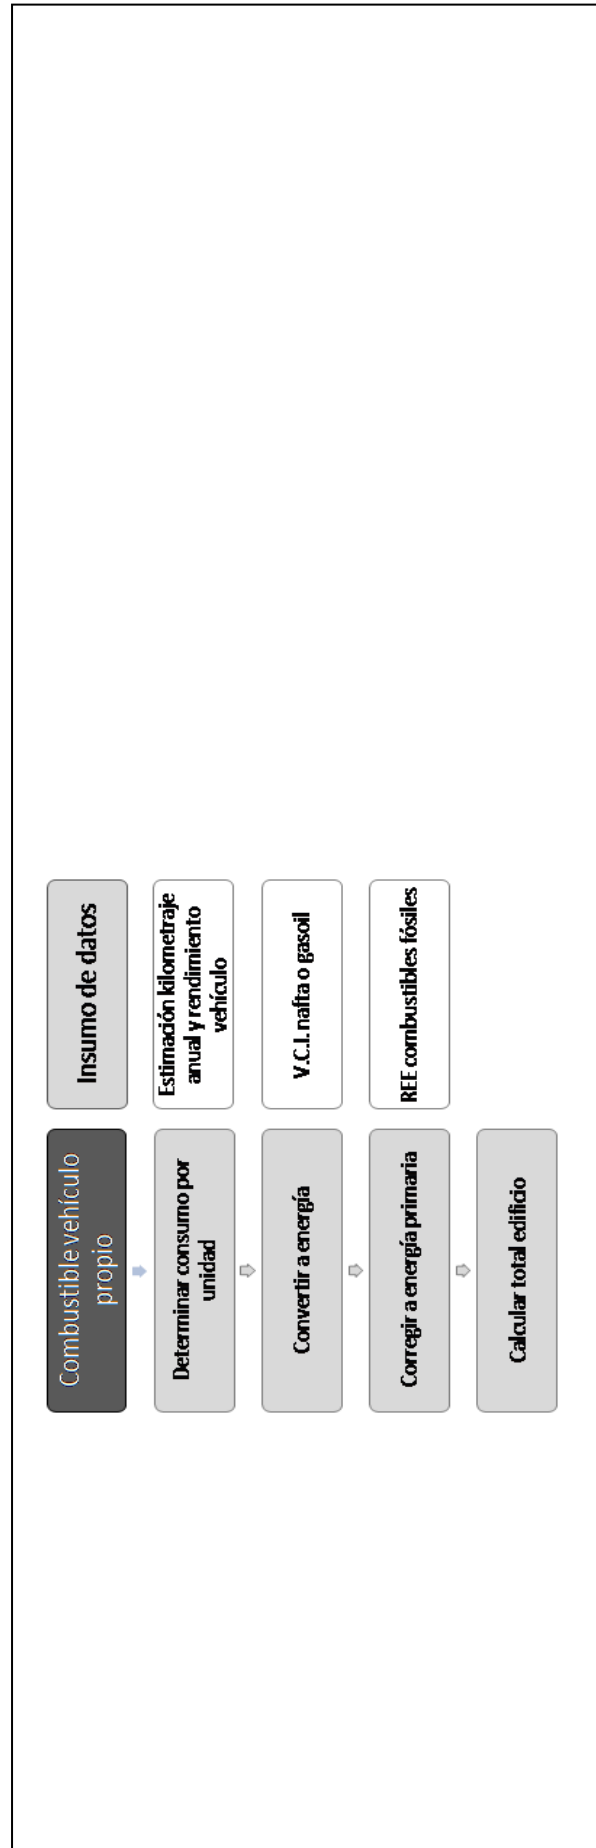 Combustible vehículo
propio
Insumo de datos
Determinar consumo por
unidad
Estimación kilometraje
anual y rendimiento
vehículo
Convertir a energía
V.C.I. nafta o gasoil
Corregir a energía primaria
REE combustibles fósiles
Calcular total edificio